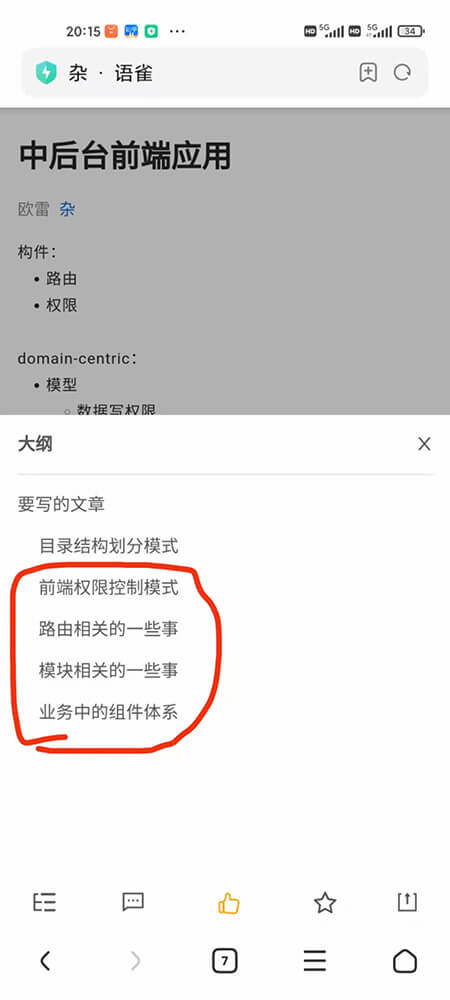 20:15 ... HD 5G HD 5G 34
杂 · 语雀
中后台前端应用
欧雷 杂
构件：
• 路由
• 权限
domain-centric：
• 模型
○ 数据写权限
大纲
要写的文章
目录结构划分模式
前端权限控制模式
路由相关的一些事
模块相关的一些事
业务中的组件体系
7